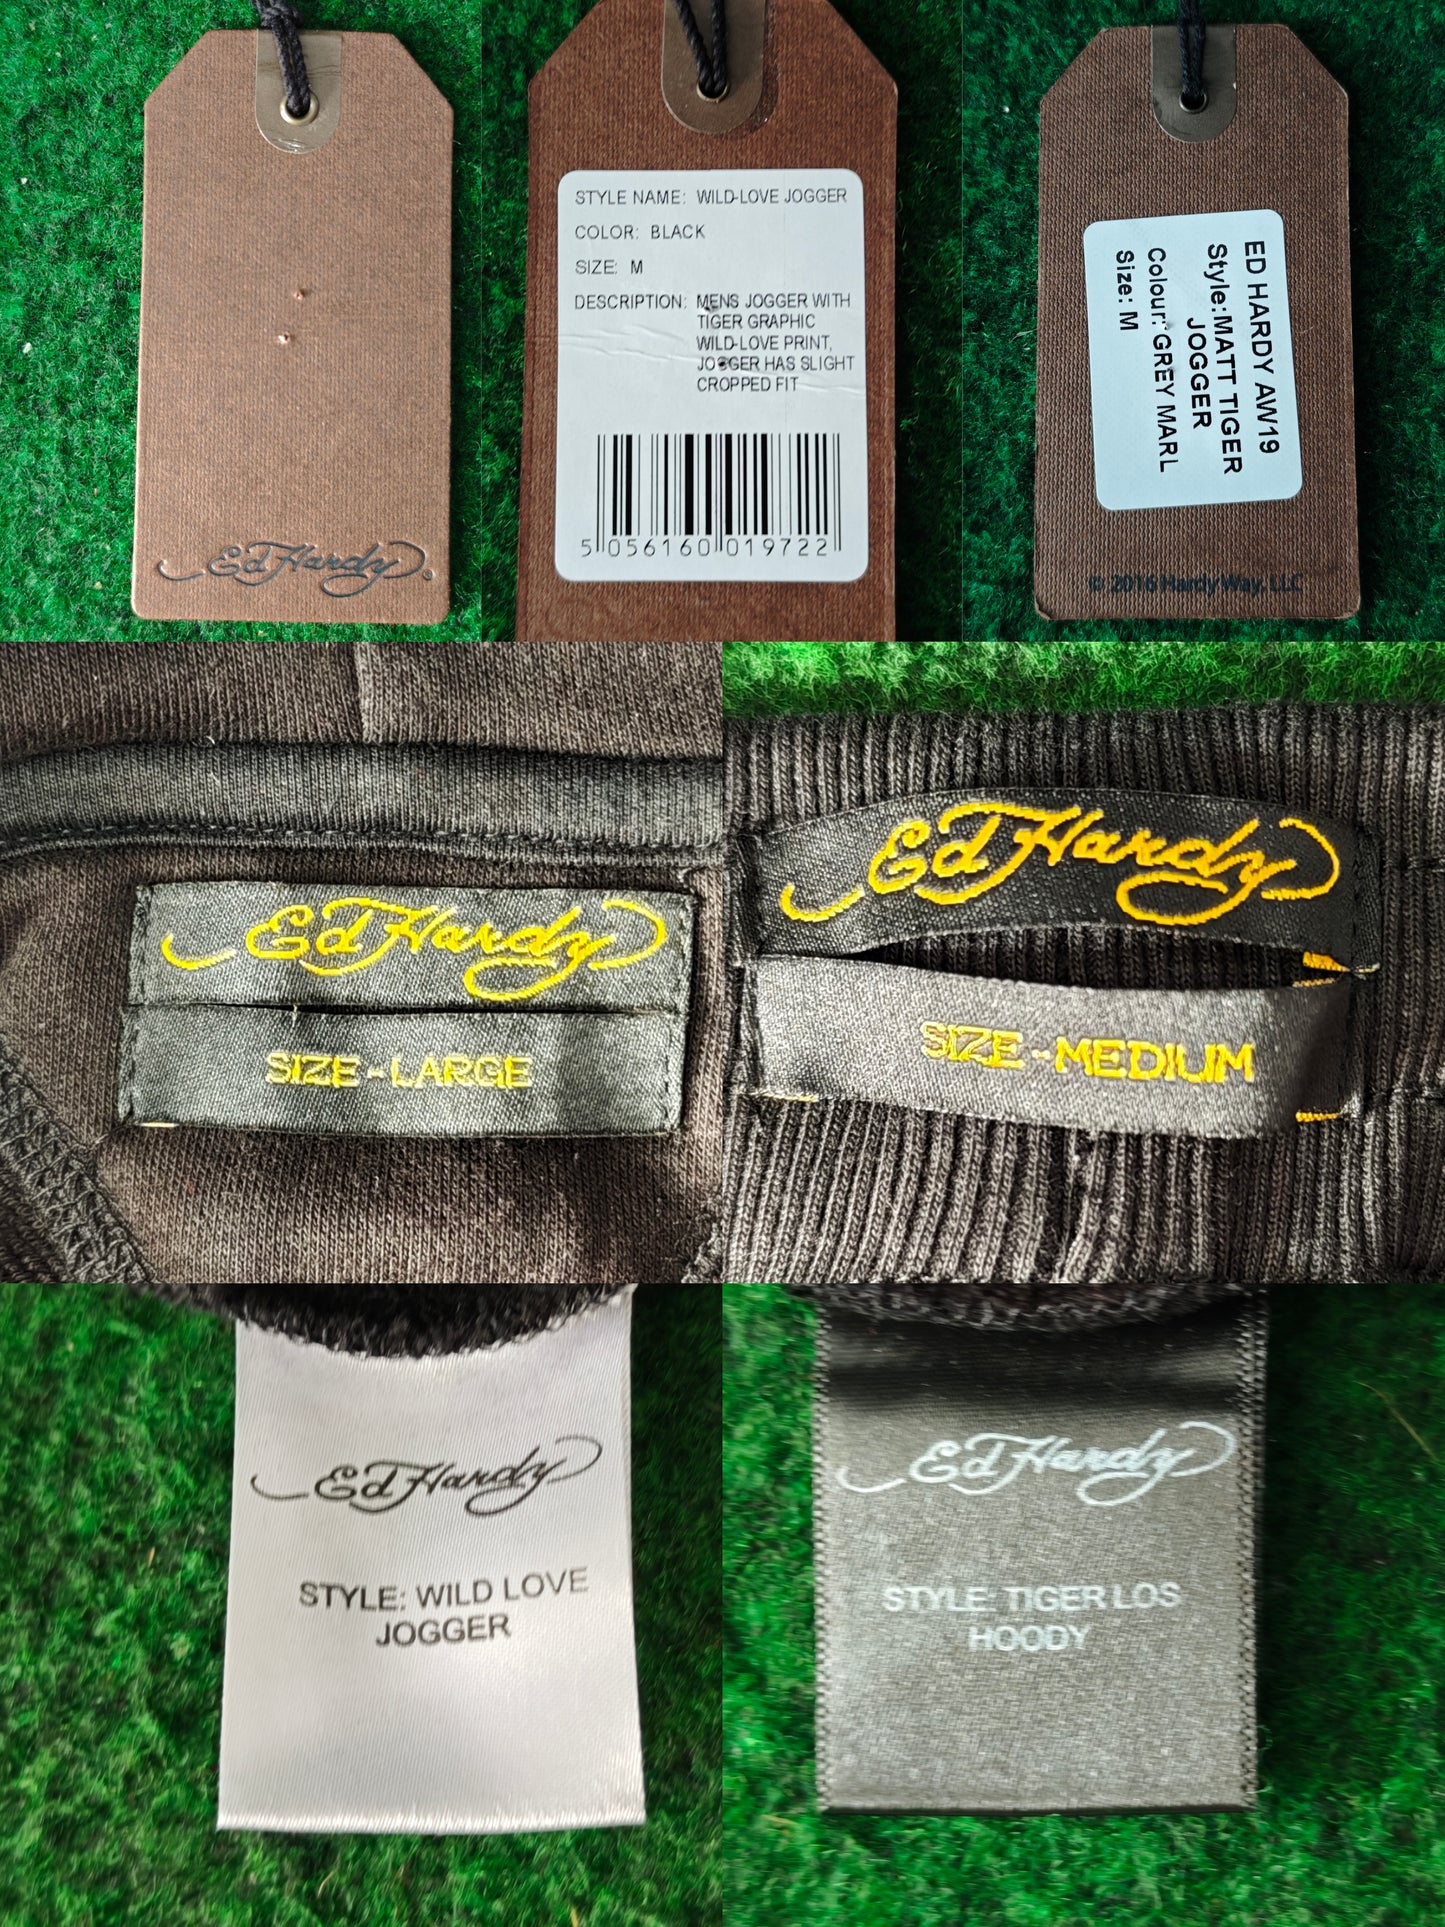 Ed Hardy®
STYLE NAME: WILD-LOVE JOGGER
COLOR: BLACK
SIZE: M
DESCRIPTION: MENS JOGGER WITH
TIGER GRAPHIC
WILD-LOVE PRINT,
JOGGER HAS SLIGHT
CROPPED FIT
5 056160 019722
ED HARDY AW19
Style:MATT TIGER
JOGGER
Colour: GREY MARL
Size: M
© 2016 Hardy Way, LLC
Ed Hardy
SIZE-LARGE
Ed Hardy
SIZE-MEDIUM
Ed Hardy
STYLE: WILD LOVE
JOGGER
Ed Hardy
STYLE: TIGER LOS
HOODY